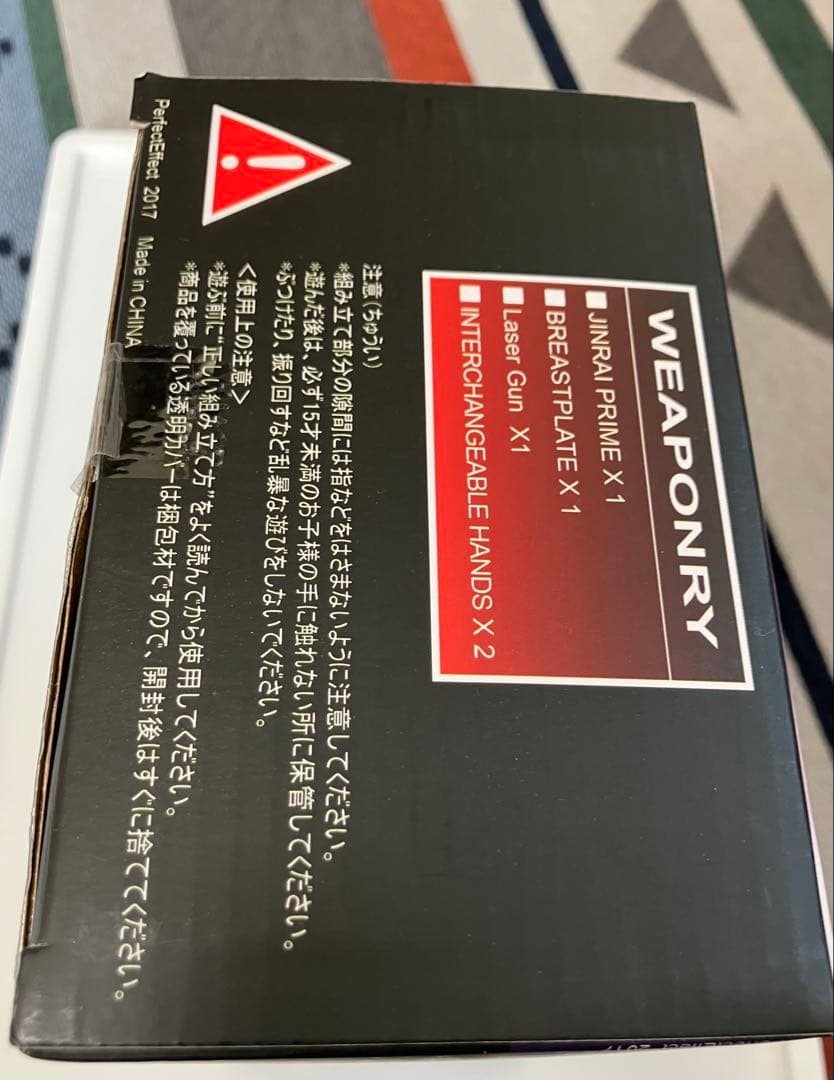 WEAPONRY
JINRAI PRIME X 1
BREASTPLATE X 1
Laser Gun X1
INTERCHANGEABLE HANDS X 2
注意(ちゅうい)
*組み立て部分の隙間には指などをはさまないように注意してください。
*遊んだ後は、必ず15才未満のお子様の手に触れない所に保管してください。
*ぶつけたり、振り回すなど乱暴な遊びをしないでください。
<使用上の注意>
*遊ぶ前に"正しい組み立て方"をよく読んでから使用してください。
*商品を覆っている透明カバーは梱包材ですので、開封後はすぐに捨ててください。
PerfectEffect 2017 Made in CHINA